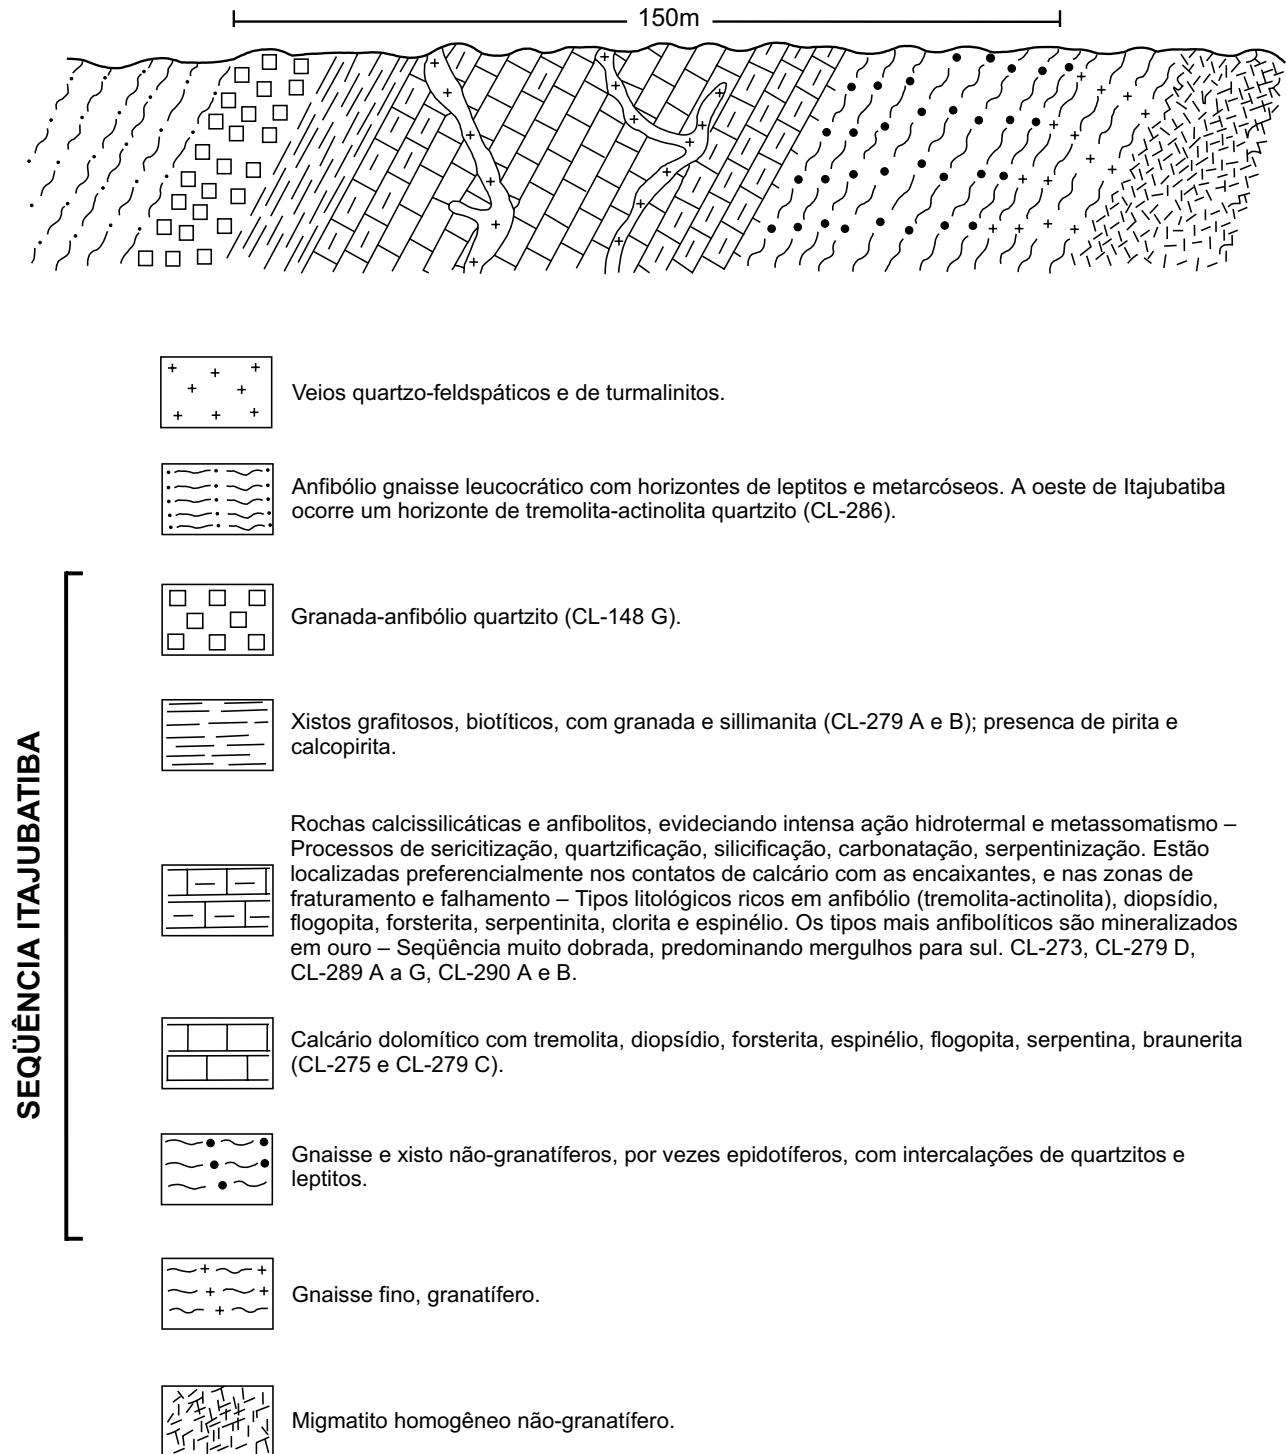 150m
Veios quartzo-feldspáticos e de turmalinitos.
Anfibólio gnaisse leucocrático com horizontes de leptitos e metarcóseos. A oeste de Itajubatiba
ocorre um horizonte de tremolita-actinolita quartzito (CL-286).
SEQÜÊNCIA ITAJUBATIBA
Granada-anfibólio quartzito (CL-148 G).
Xistos grafitosos, biotíticos, com granada e sillimanita (CL-279 A e B); presenca de pirita e
calcopirita.
Rochas calcissilicáticas e anfibolitos, evideciando intensa ação hidrotermal e metassomatismo –
Processos de sericitização, quartzificação, silicificação, carbonatação, serpentinização. Estão
localizadas preferencialmente nos contatos de calcário com as encaixantes, e nas zonas de
fraturamento e falhamento – Tipos litológicos ricos em anfibólio (tremolita-actinolita), diopsídio,
flogopita, forsterita, serpentinita, clorita e espinélio. Os tipos mais anfibolíticos são mineralizados
em ouro – Seqüência muito dobrada, predominando mergulhos para sul. CL-273, CL-279 D,
CL-289 A a G, CL-290 A e B.
Calcário dolomítico com tremolita, diopsídio, forsterita, espinélio, flogopita, serpentina, braunerita
(CL-275 e CL-279 C).
Gnaisse e xisto não-granatíferos, por vezes epidotíferos, com intercalações de quartzitos e
leptitos.
Gnaisse fino, granatífero.
Migmatito homogêneo não-granatífero.